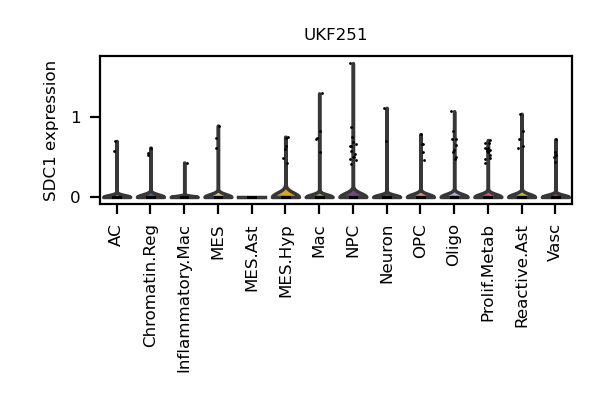 UKF251
SDC1 expression
1
0
AC
Chromatin.Reg
Inflammatory.Mac
MES
MES.Ast
MES.Hyp
Mac
NPC
Neuron
OPC
Oligo
Prolif.Metab
Reactive.Ast
Vasc